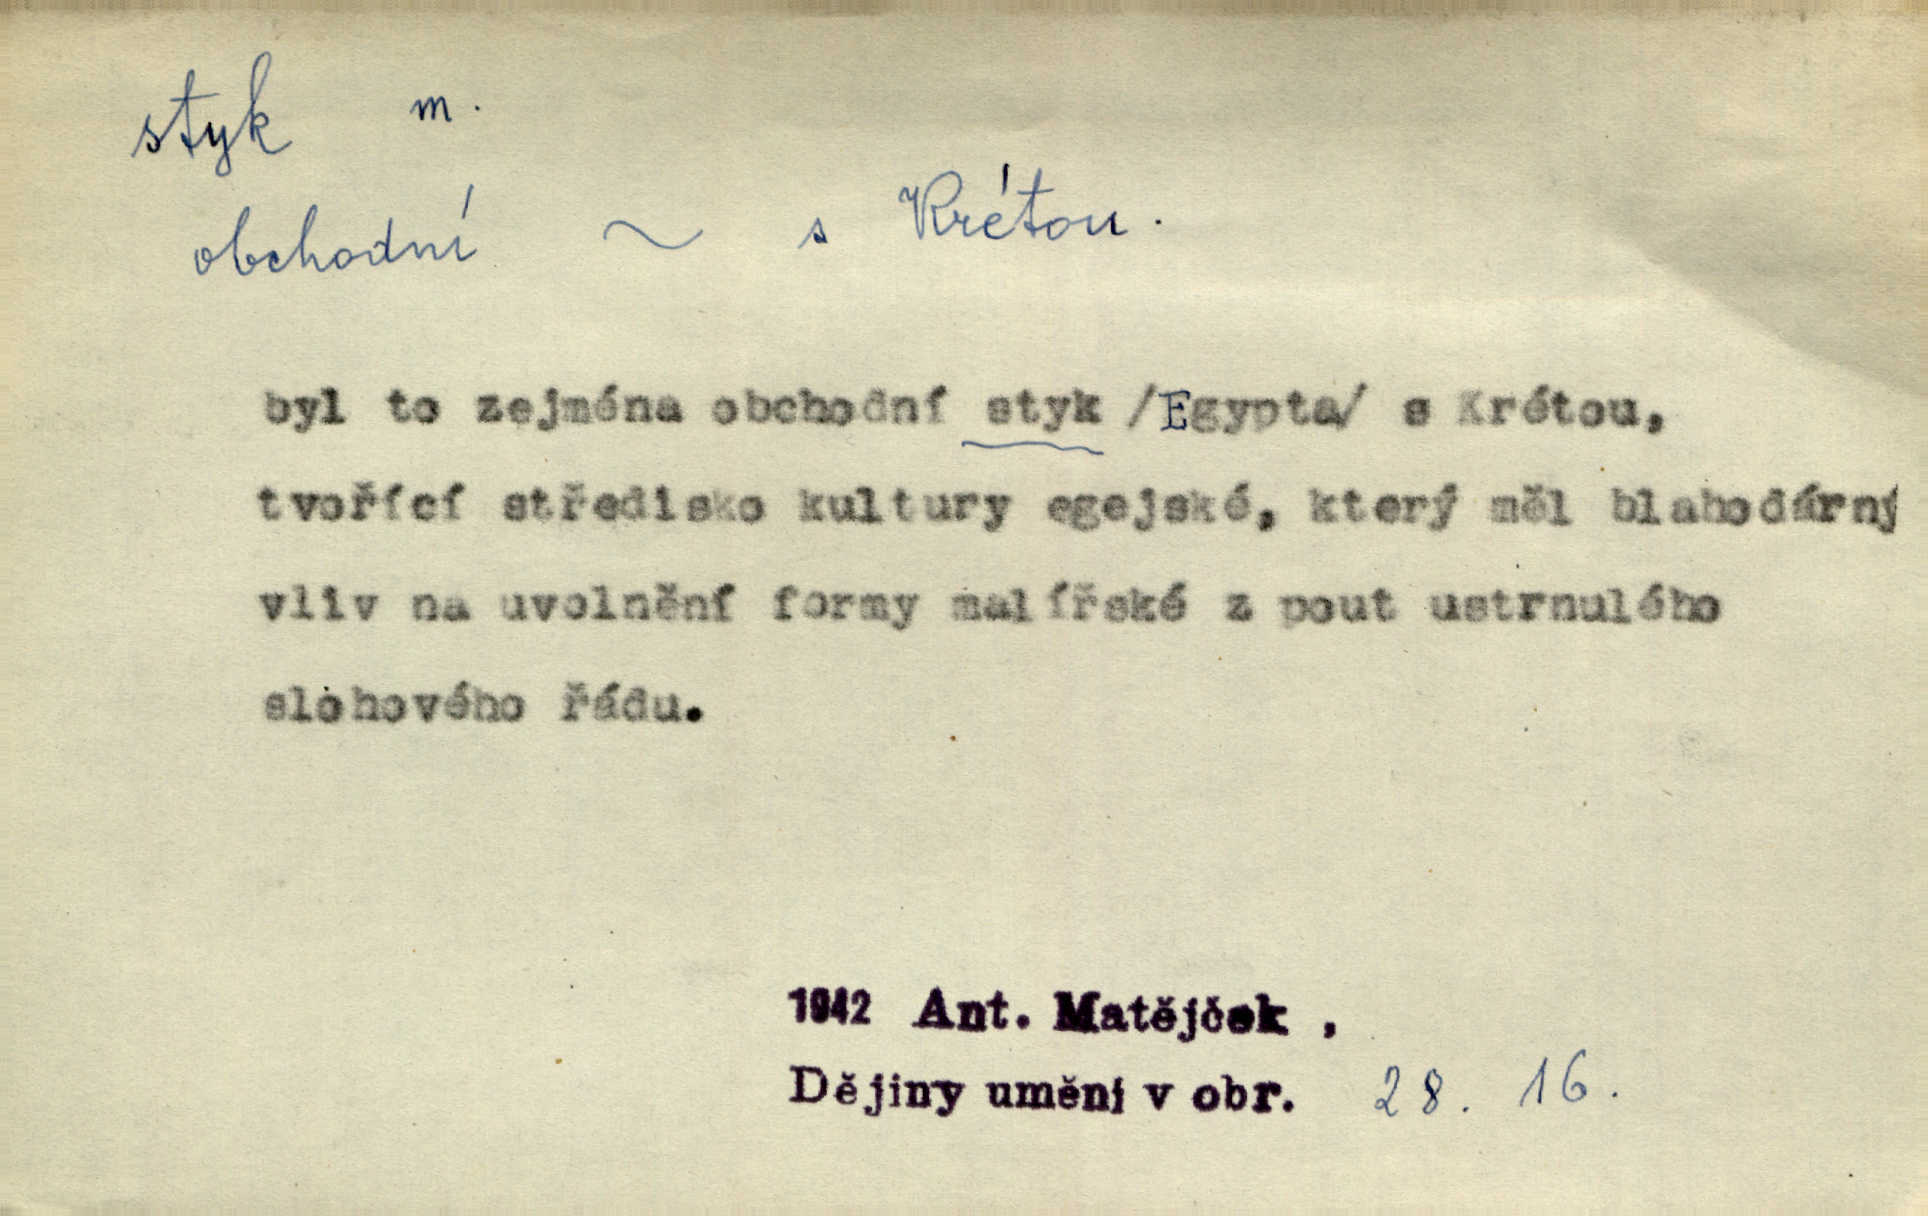 styk m.
obchodní ~ s Krétou.
byl to zejména obchodní styk /Egypta/ s Krétou,
tvořící středisko kultury egejské, který měl blahodárný
vliv na uvolnění formy malířské z pout ustrnulého
slohového řádu.
1942 Ant. Matějček ,
Dějiny umění v obr. 28. 16.